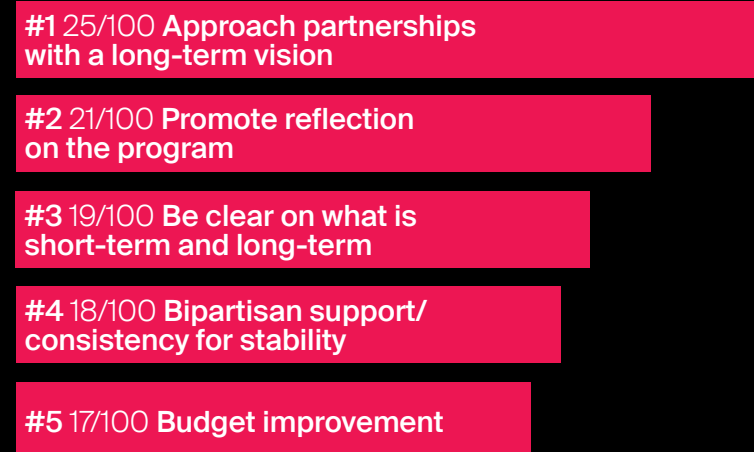 #1 25/100 Approach partnerships
with a long-term vision
#2 21/100 Promote reflection
on the program
#3 19/100 Be clear on what is
short-term and long-term
#4 18/100 Bipartisan support/
consistency for stability
#5 17/100 Budget improvement